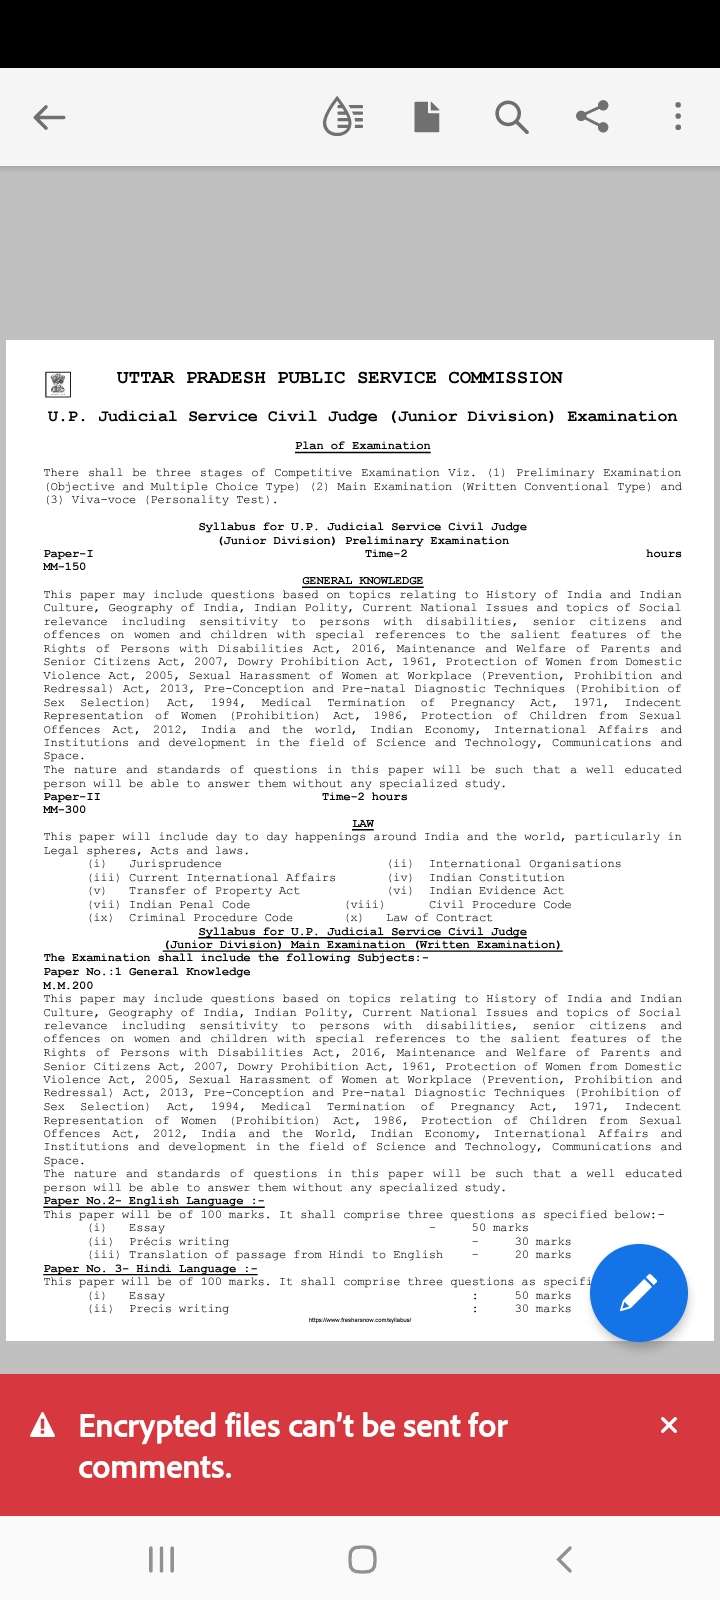 UTTAR PRADESH PUBLIC SERVICE COMMISSION
U.P. Judicial Service Civil Judge (Junior Division) Examination
Plan of Examination
There shall be three stages of Competitive Examination Viz. (1) Preliminary Examination
(Objective and Multiple Choice Type) (2) Main Examination (Written Conventional Type) and
(3) Viva-voce (Personality Test).
Syllabus for U.P. Judicial Service Civil Judge
(Junior Division) Preliminary Examination
Paper-I Time-2 hours
MM-150
GENERAL KNOWLEDGE
This paper may include questions based on topics relating to History of India and Indian
Culture, Geography of India, Indian Polity, Current National Issues and topics of Social
relevance including sensitivity to persons with disabilities, senior citizens and
offences on women and children with special references to the salient features of the
Rights of Persons with Disabilities Act, 2016, Maintenance and Welfare of Parents and
Senior Citizens Act, 2007, Dowry Prohibition Act, 1961, Protection of Women from Domestic
Violence Act, 2005, Sexual Harassment of Women at Workplace (Prevention, Prohibition and
Redressal) Act, 2013, Pre-Conception and Pre-natal Diagnostic Techniques (Prohibition of
Sex Selection) Act, 1994, Medical Termination of Pregnancy Act, 1971, Indecent
Representation of Women (Prohibition) Act, 1986, Protection of Children from Sexual
Offences Act, 2012, India and the world, Indian Economy, International Affairs and
Institutions and development in the field of Science and Technology, Communications and
Space.
The nature and standards of questions in this paper will be such that a well educated
person will be able to answer them without any specialized study.
Paper-II Time-2 hours
MM-300
LAW
This paper will include day to day happenings around India and the world, particularly in
Legal spheres, Acts and laws.
(i) Jurisprudence (ii) International Organisations
(iii) Current International Affairs (iv) Indian Constitution
(v) Transfer of Property Act (vi) Indian Evidence Act
(vii) Indian Penal Code (viii) Civil Procedure Code
(ix) Criminal Procedure Code (x) Law of Contract
Syllabus for U.P. Judicial Service Civil Judge
(Junior Division) Main Examination (Written Examination)
The Examination shall include the following Subjects:-
Paper No.:1 General Knowledge
M.M.200
This paper may include questions based on topics relating to History of India and Indian
Culture, Geography of India, Indian Polity, Current National Issues and topics of Social
relevance including sensitivity to persons with disabilities, senior citizens and
offences on women and children with special references to the salient features of the
Rights of Persons with Disabilities Act, 2016, Maintenance and Welfare of Parents and
Senior Citizens Act, 2007, Dowry Prohibition Act, 1961, Protection of Women from Domestic
Violence Act, 2005, Sexual Harassment of Women at Workplace (Prevention, Prohibition and
Redressal) Act, 2013, Pre-Conception and Pre-natal Diagnostic Techniques (Prohibition of
Sex Selection) Act, 1994, Medical Termination of Pregnancy Act, 1971, Indecent
Representation of Women (Prohibition) Act, 1986, Protection of Children from Sexual
Offences Act, 2012, India and the World, Indian Economy, International Affairs and
Institutions and development in the field of Science and Technology, Communications and
Space.
The nature and standards of questions in this paper will be such that a well educated
person will be able to answer them without any specialized study.
Paper No.2- English Language :-
This paper will be of 100 marks. It shall comprise three questions as specified below:-
(i) Essay - 50 marks
(ii) Précis writing - 30 marks
(iii) Translation of passage from Hindi to English - 20 marks
Paper No. 3- Hindi Language :-
This paper will be of 100 marks. It shall comprise three questions as specifi
(i) Essay : 50 marks
(ii) Precis writing : 30 marks
https://www.freshersnow.com/syllabus/
Encrypted files can't be sent for
comments.